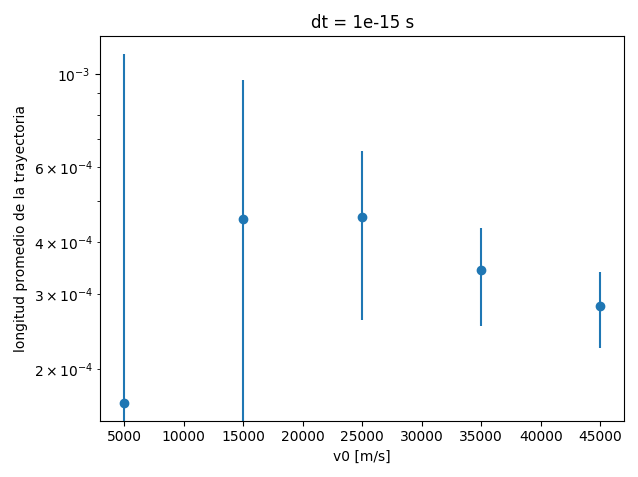 dt = 1e-15 s
longitud promedio de la trayectoria
10⁻³
6 × 10⁻⁴
4 × 10⁻⁴
3 × 10⁻⁴
2 × 10⁻⁴
5000 10000 15000 20000 25000 30000 35000 40000 45000
v0 [m/s]